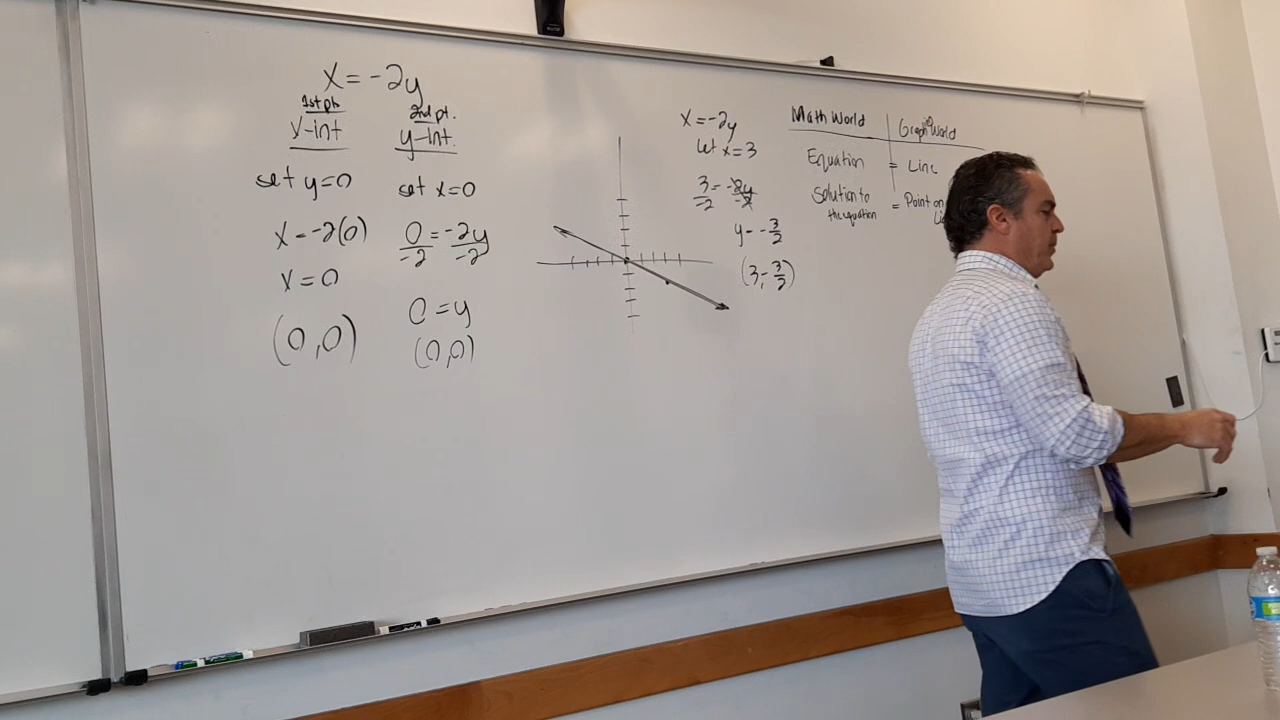 x = -2y
1st pt.
x-int
set y=0
x = -2(0)
x = 0
(0,0)
2nd pt.
y-int.
set x=0
0/-2 = -2y/-2
0 = y
(0,0)
x = -2y
let x=3
3/-2 = -2y/-2
y = -3/2
(3, -3/2)
Math World | Graph World
Equation = Line
Solution to the equation = Point on